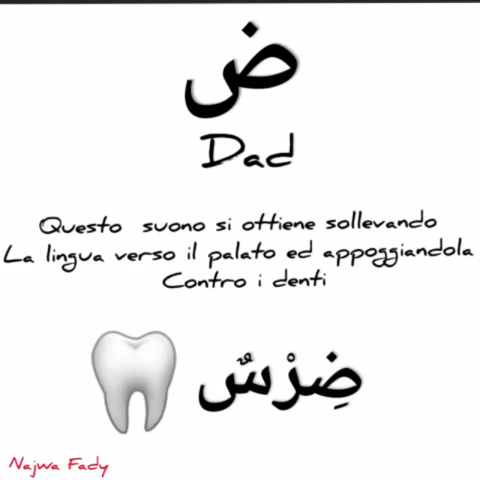 ض
Dad
Questo suono si ottiene sollevando
La lingua verso il palato ed appoggiandola
Contro i denti
ضِرْسٌ
Najwa Fady